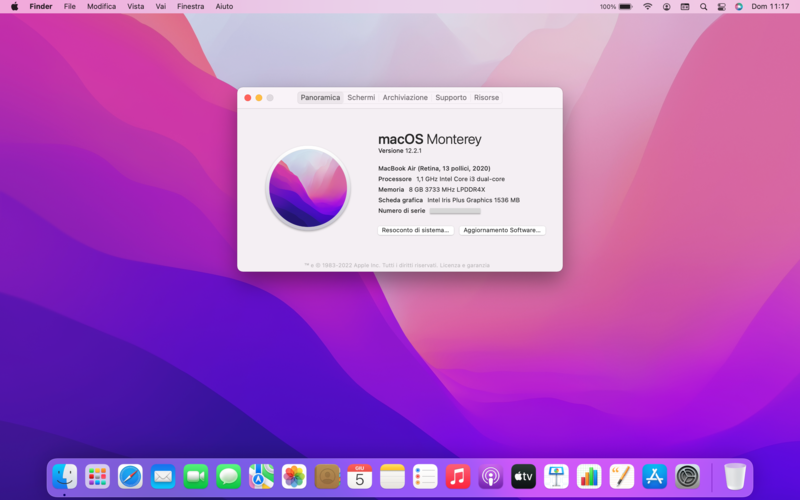 Finder File Modifica Vista Vai Finestra Aiuto 100% Dom 11:17
Panoramica Schermi Archiviazione Supporto Risorse
macOS Monterey
Versione 12.2.1
MacBook Air (Retina, 13 pollici, 2020)
Processore 1,1 GHz Intel Core i3 dual-core
Memoria 8 GB 3733 MHz LPDDR4X
Scheda grafica Intel Iris Plus Graphics 1536 MB
Numero di serie
Resoconto di sistema... Aggiornamento Software...
™ e © 1983-2022 Apple Inc. Tutti i diritti riservati. Licenza e garanzia
GIU
5
tv